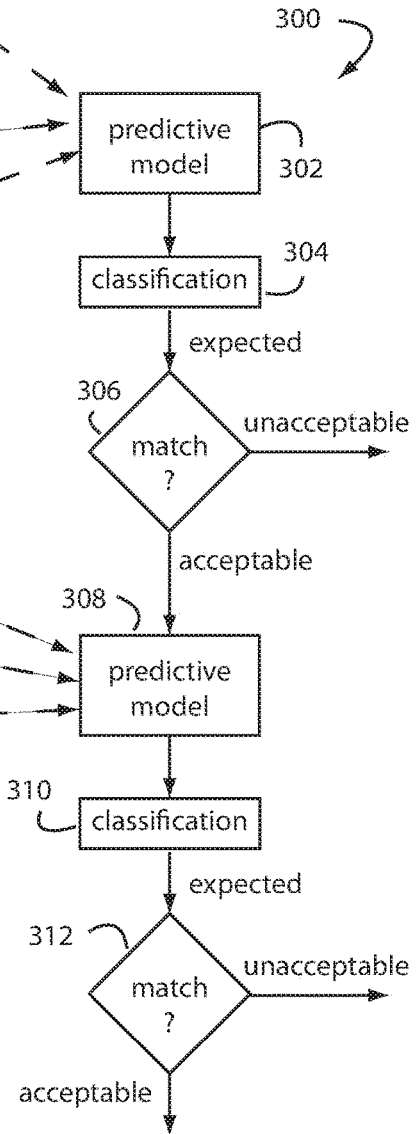 300
predictive
model
302
304
classification
expected
306
unacceptable
match
?
acceptable
308
predictive
model
310
classification
expected
312
unacceptable
match
?
acceptable